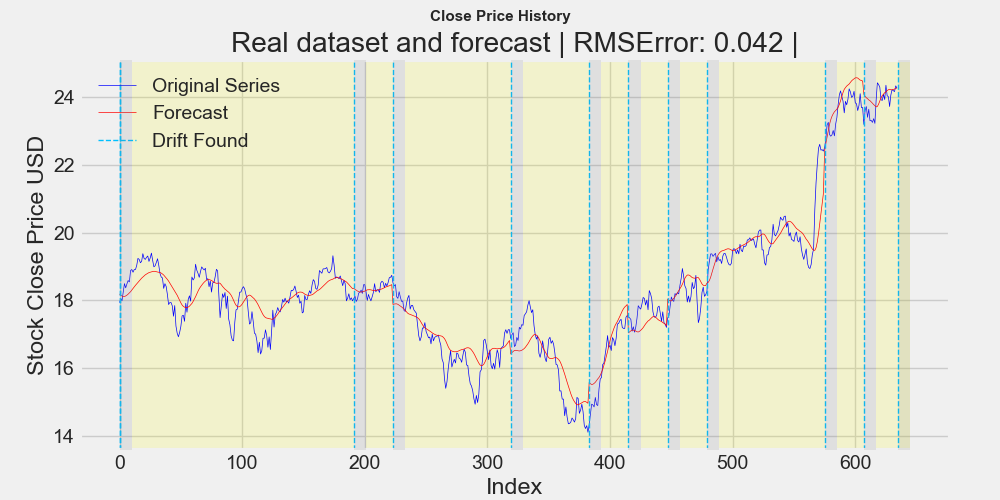 Close Price History
Real dataset and forecast | RMSError: 0.042 |
Original Series
Forecast
Drift Found
Stock Close Price USD
24
22
20
18
16
14
0 100 200 300 400 500 600
Index